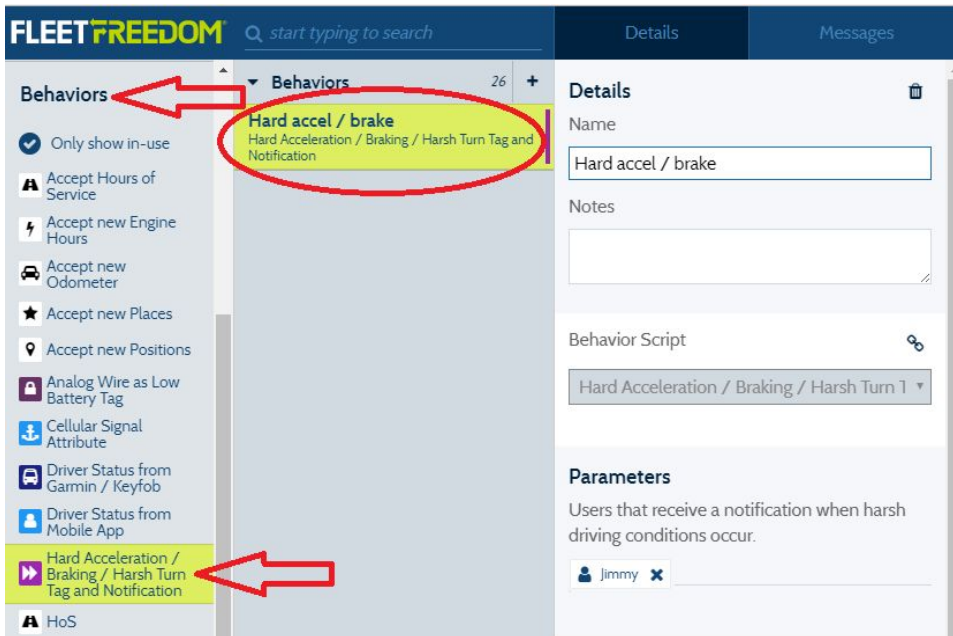 FLEETFREEDOM
start typing to search
Details
Messages
Behaviors
Only show in-use
Accept Hours of
Service
Accept new Engine
Hours
Accept new
Odometer
Accept new Places
Accept new Positions
Analog Wire as Low
Battery Tag
Cellular Signal
Attribute
Driver Status from
Garmin / Keyfob
Driver Status from
Mobile App
Hard Acceleration /
Braking / Harsh Turn
Tag and Notification
HoS
Behaviors 26 +
Hard accel / brake
Hard Acceleration / Braking / Harsh Turn Tag and
Notification
Details
Name
Hard accel / brake
Notes
Behavior Script
Hard Acceleration / Braking / Harsh Turn T
Parameters
Users that receive a notification when harsh
driving conditions occur.
Jimmy